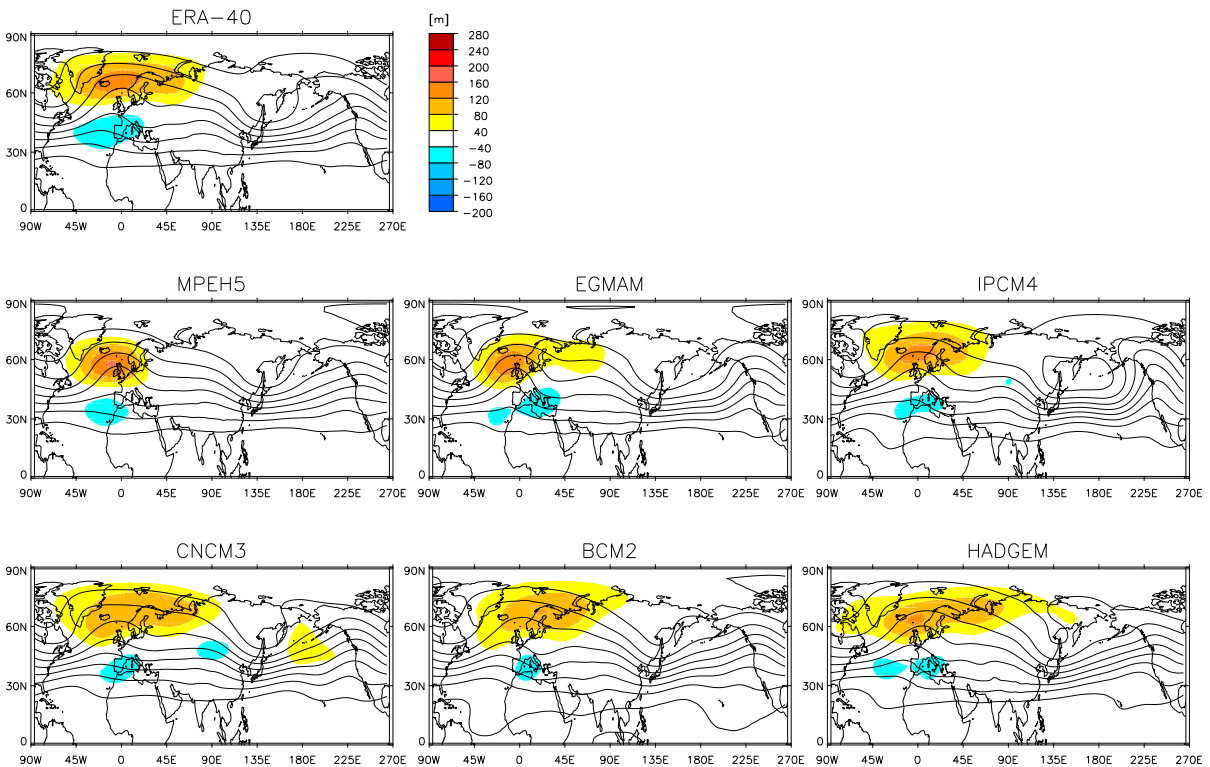 ERA-40
[m]
90N
60N
30N
0
90W 45W 0 45E 90E 135E 180E 225E 270E
280
240
200
160
120
80
40
-40
-80
-120
-160
-200
MPEH5 EGMAM IPCM4
90N 90N 90N
60N 60N 60N
30N 30N 30N
0 0 0
90W 45W 0 45E 90E 135E 180E 225E 270E 90W 45W 0 45E 90E 135E 180E 225E 270E 90W 45W 0 45E 90E 135E 180E 225E 270E
CNCM3 BCM2 HADGEM
90N 90N 90N
60N 60N 60N
30N 30N 30N
0 0 0
90W 45W 0 45E 90E 135E 180E 225E 270E 90W 45W 0 45E 90E 135E 180E 225E 270E 90W 45W 0 45E 90E 135E 180E 225E 270E